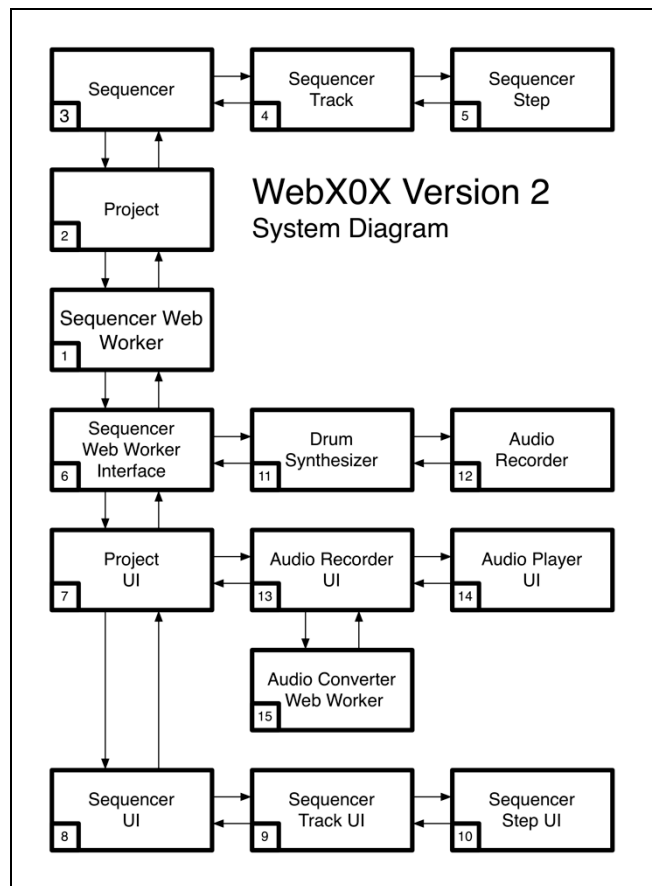 Sequencer
3
Sequencer
Track
4
Sequencer
Step
5
Project
2
WebX0X Version 2
System Diagram
Sequencer Web
Worker
1
Sequencer
Web Worker
Interface
6
Drum
Synthesizer
11
Audio
Recorder
12
Project
UI
7
Audio Recorder
UI
13
Audio Player
UI
14
Audio Converter
Web Worker
15
Sequencer
UI
8
Sequencer
Track UI
9
Sequencer
Step UI
10